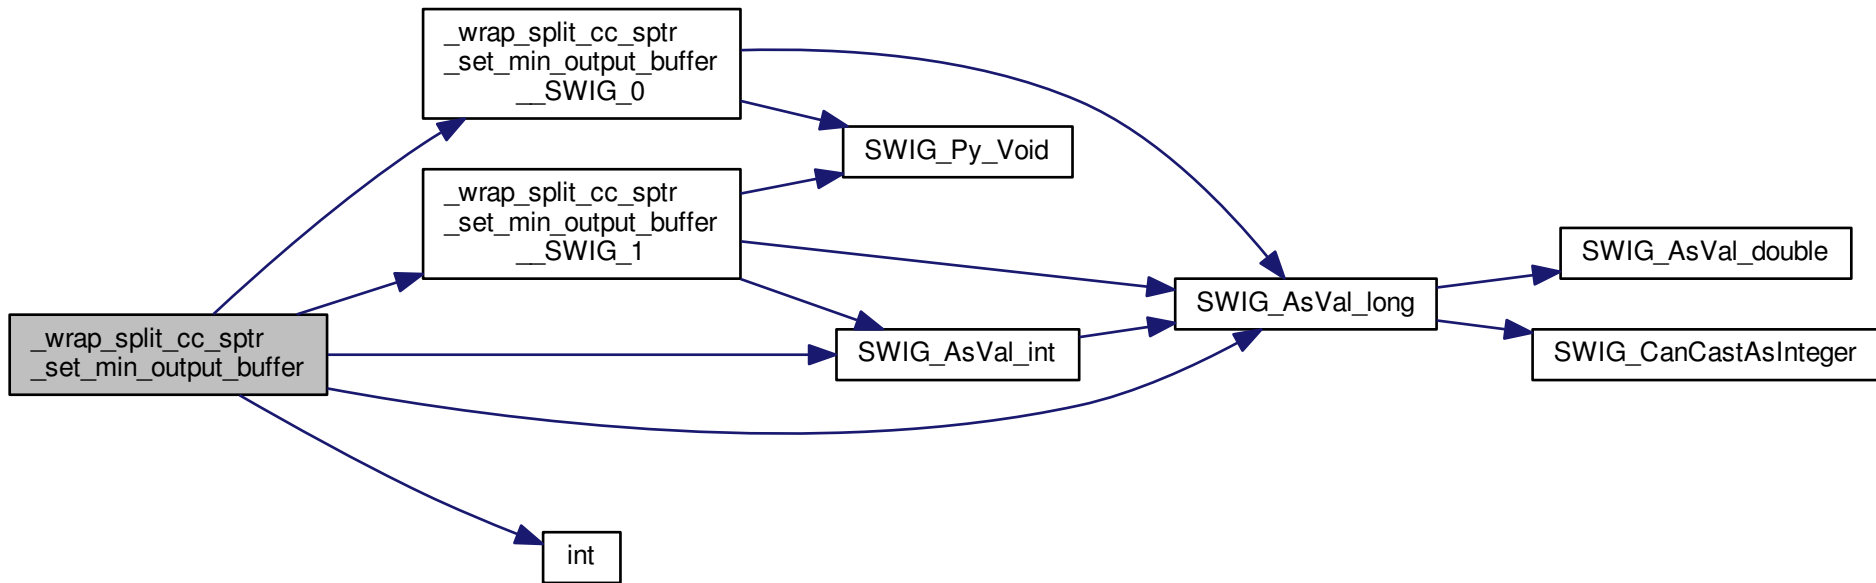 _wrap_split_cc_sptr
_set_min_output_buffer
__SWIG_0
SWIG_Py_Void
_wrap_split_cc_sptr
_set_min_output_buffer
__SWIG_1
SWIG_AsVal_double
SWIG_AsVal_long
_wrap_split_cc_sptr
_set_min_output_buffer
SWIG_AsVal_int
SWIG_CanCastAsInteger
int